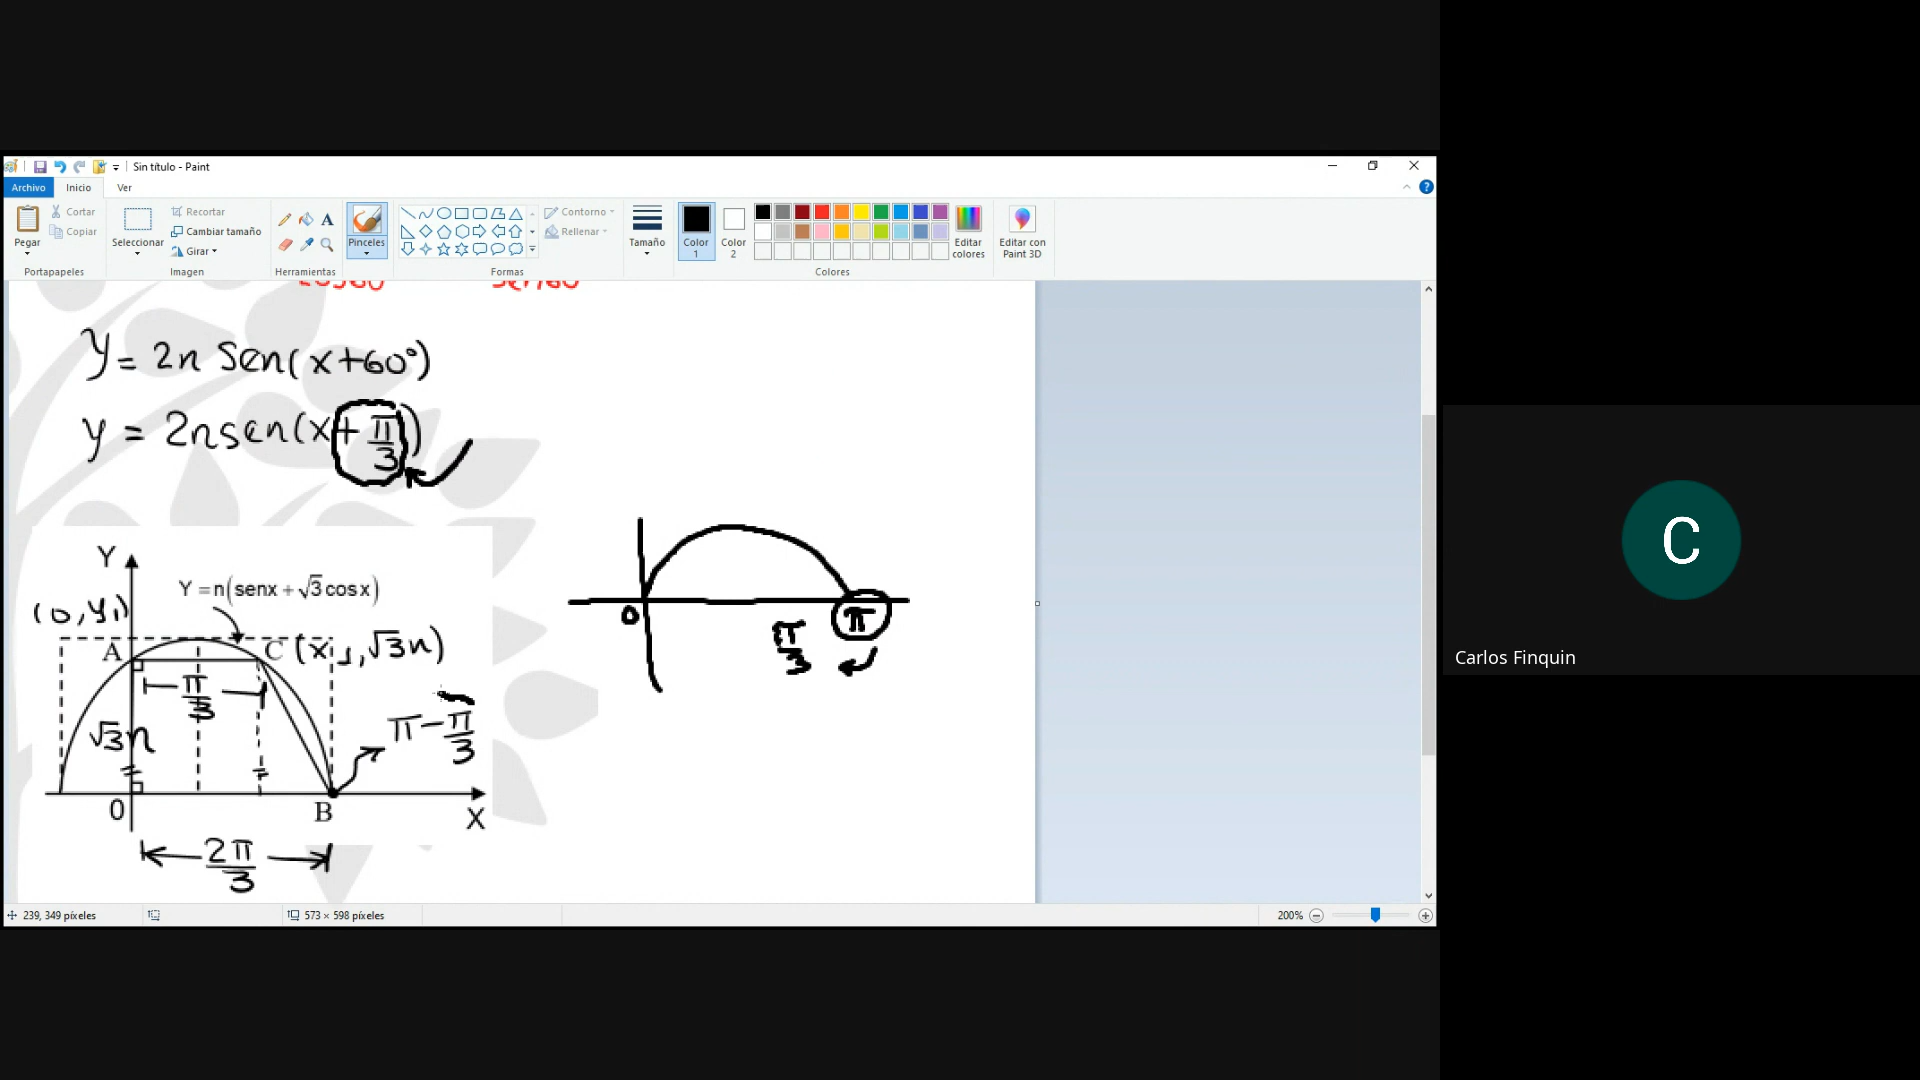 Sin título - Paint
Archivo Inicio Ver
Pegar
Cortar
Copiar
Portapapeles
Seleccionar
Recortar
Cambiar tamaño
Girar
Imagen
A
Herramientas
Pinceles
Contorno
Rellenar
Formas
Tamaño
Color 1
Color 2
Editar colores
Editar con Paint 3D
Colores
y = 2n Sen(x+60°)
y = 2nsen(x+π/3)
Y
Y = n(senx + √3cosx)
(0, y₁)
A
C (x₁, √3n)
π/3
√3n
π-π/3
0
B
X
2π/3
0
π
π/3
239, 349 píxeles
573 × 598 píxeles
200%
C
Carlos Finquin